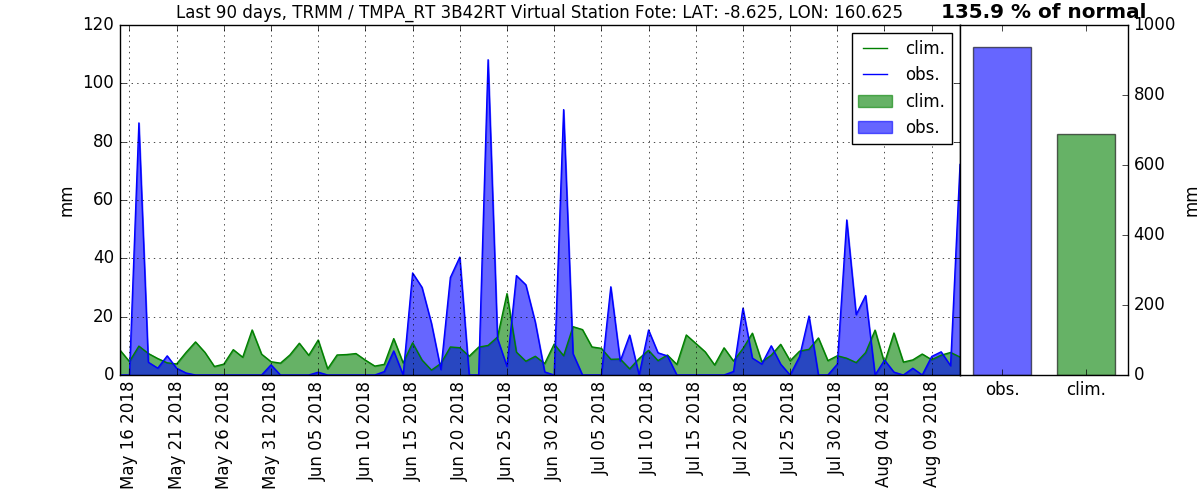 Last 90 days, TRMM / TMPA_RT 3B42RT Virtual Station Fote: LAT: -8.625, LON: 160.625
135.9 % of normal
120
100
80
60
40
20
0
mm
clim.
obs.
clim.
obs.
1000
800
600
400
200
0
mm
May 16 2018
May 21 2018
May 26 2018
May 31 2018
Jun 05 2018
Jun 10 2018
Jun 15 2018
Jun 20 2018
Jun 25 2018
Jun 30 2018
Jul 05 2018
Jul 10 2018
Jul 15 2018
Jul 20 2018
Jul 25 2018
Jul 30 2018
Aug 04 2018
Aug 09 2018
obs.
clim.